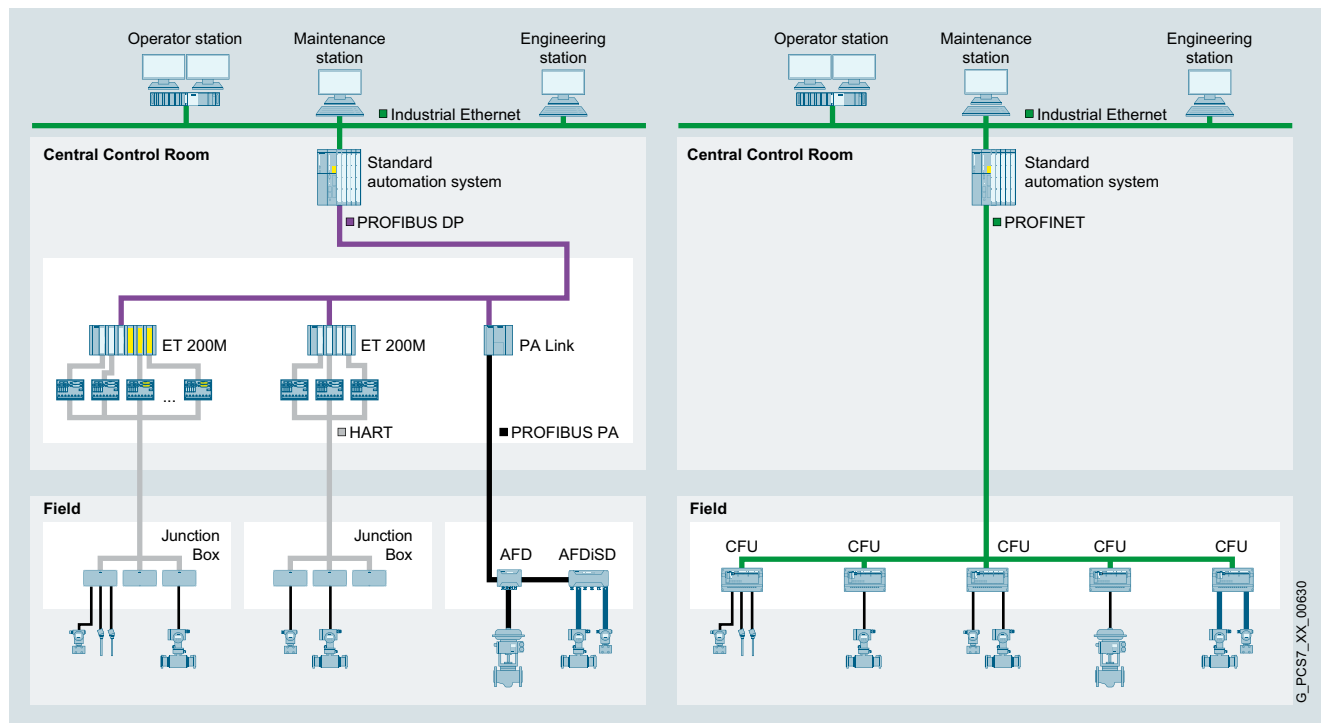 Operator station
Maintenance
station
Engineering
station
Industrial Ethernet
Central Control Room
Standard
automation system
PROFIBUS DP
ET 200M
ET 200M
PA Link
...
HART
PROFIBUS PA
Field
Junction
Box
Junction
Box
AFD
AFDiSD
Operator station
Maintenance
station
Engineering
station
Industrial Ethernet
Central Control Room
Standard
automation system
PROFINET
Field
CFU
CFU
CFU
CFU
CFU
G_PCS7_XX_00630